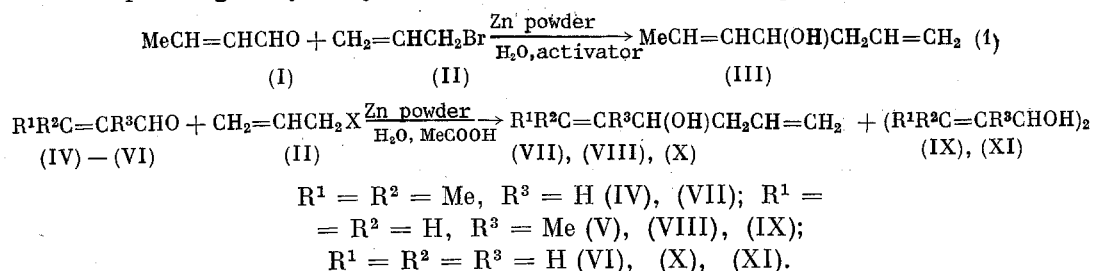 MeCH=CHCHO + CH₂=CHCH₂Br Zn powder H₂O, activator MeCH=CHCH(OH)CH₂CH=CH₂ (1)
(I) (II) (III)
R¹R²C=CR³CHO + CH₂=CHCH₂X Zn powder H₂O, MeCOOH R¹R²C=CR³CH(OH)CH₂CH=CH₂ + (R¹R²C=CR³CHOH)₂
(IV) — (VI) (II) (VII), (VIII), (X) (IX), (XI)
R¹ = R² = Me, R³ = H (IV), (VII); R¹ =
= R² = H, R³ = Me (V), (VIII), (IX);
R¹ = R² = R³ = H (VI), (X), (XI).